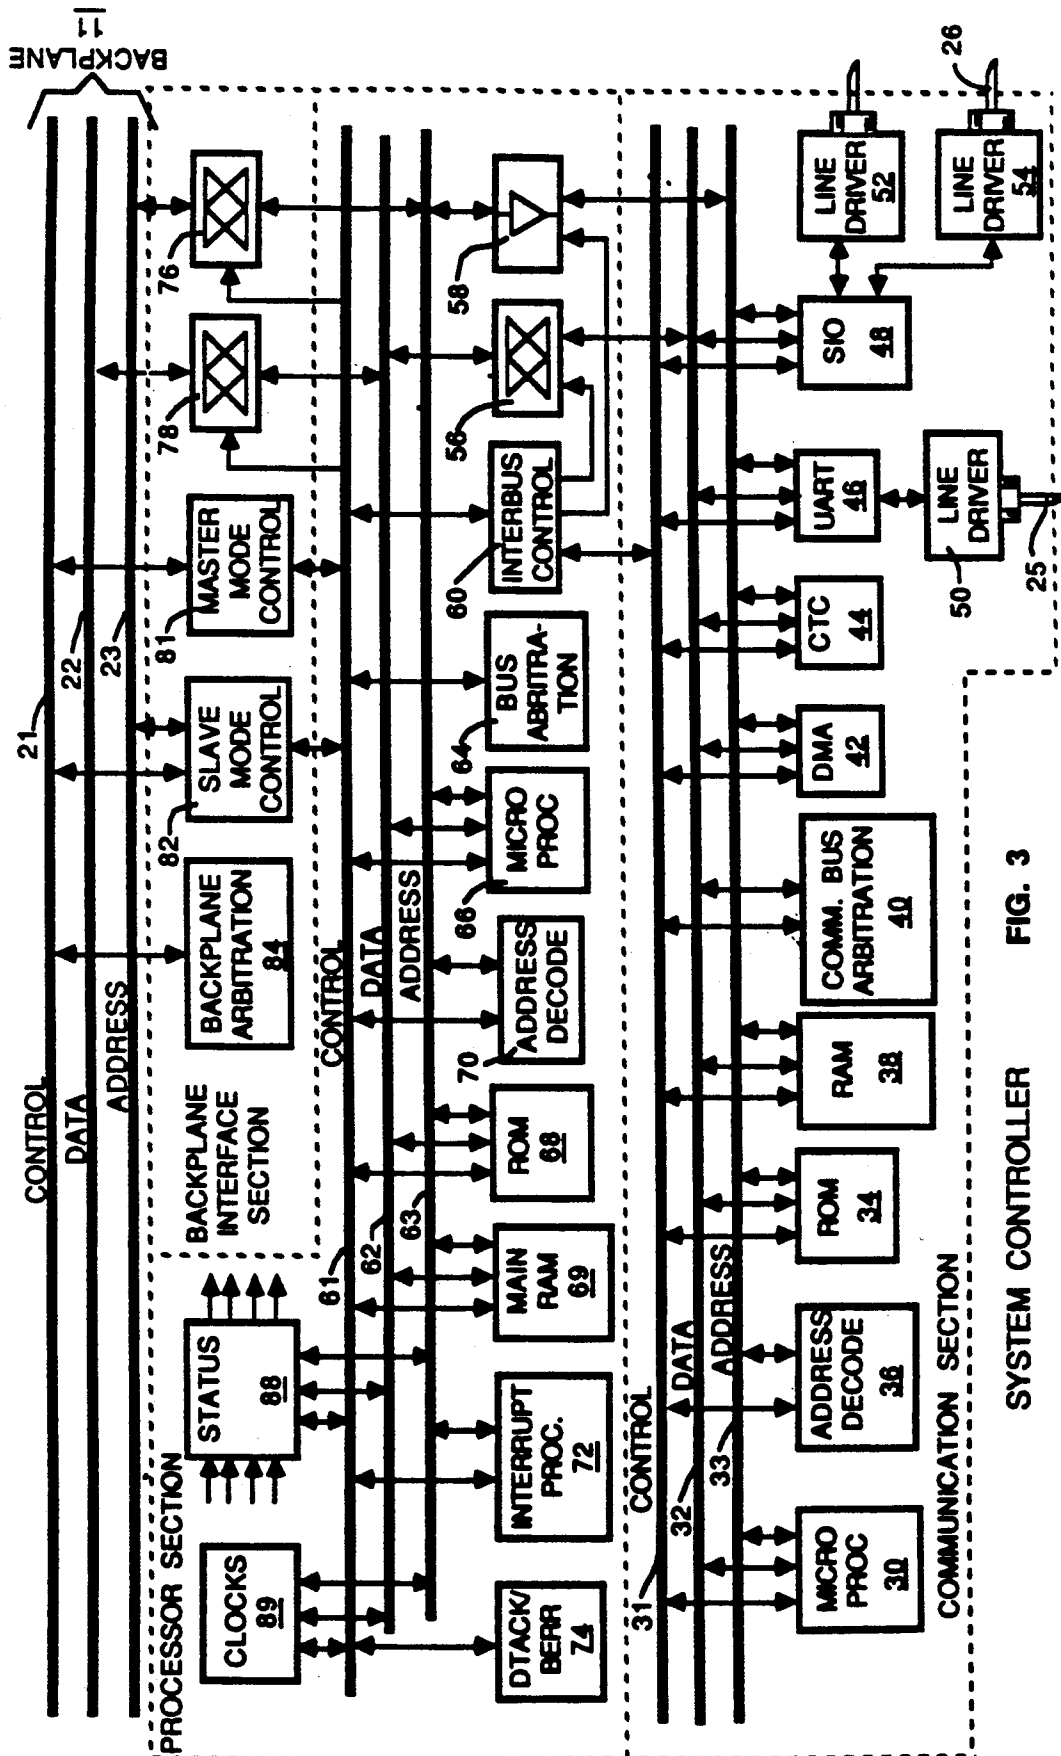 BACKPLANE
11
CONTROL
DATA
ADDRESS
21
22
23
PROCESSOR SECTION
CLOCKS
89
STATUS
88
BACKPLANE
INTERFACE
SECTION
BACKPLANE
ARBITRATION
84
82
SLAVE
MODE
CONTROL
81
MASTER
MODE
CONTROL
78
76
CONTROL
DATA
ADDRESS
61
62
63
DTACK/
BERR
74
INTERRUPT
PROC.
72
MAIN
RAM
69
ROM
68
70
ADDRESS
DECODE
66
MICRO
PROC
64
BUS
ABRITRA-
TION
60
INTERBUS
CONTROL
56
58
CONTROL
DATA
ADDRESS
31
32
33
MICRO
PROC
30
ADDRESS
DECODE
36
ROM
34
RAM
38
COMM. BUS
ARBITRATION
40
DMA
42
CTC
44
UART
46
SIO
48
LINE
DRIVER
52
LINE
DRIVER
54
26
LINE
DRIVER
50
25
COMMUNICATION SECTION
SYSTEM CONTROLLER
FIG. 3